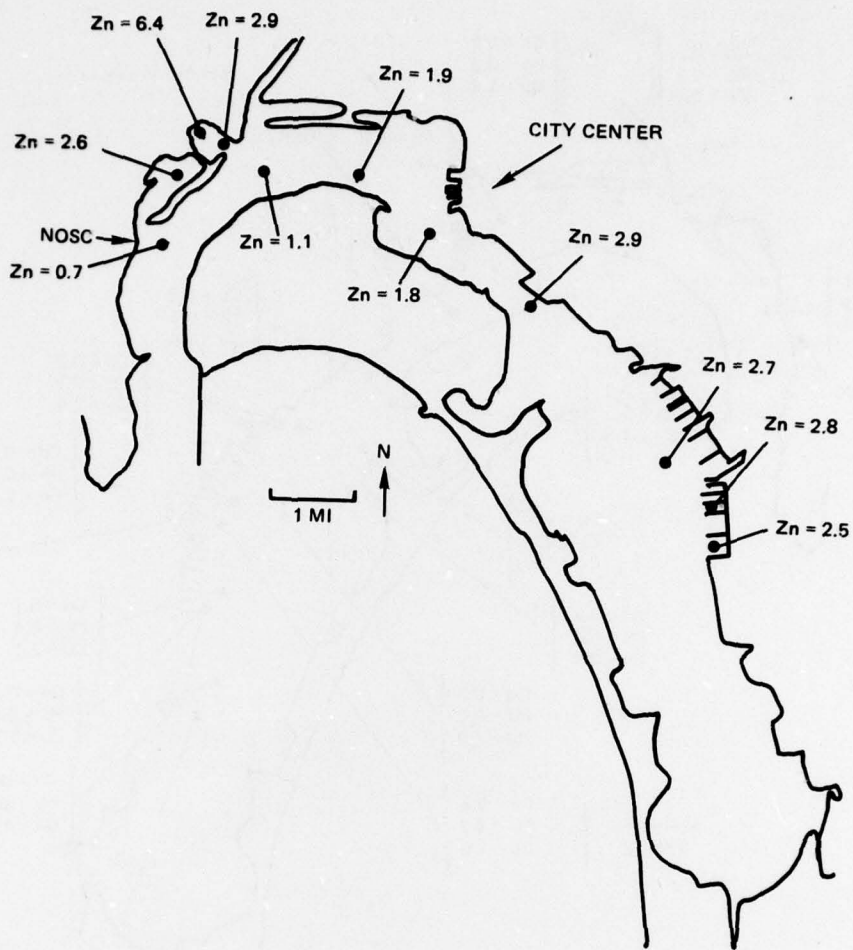 Zn = 6.4
Zn = 2.9
Zn = 1.9
CITY CENTER
Zn = 2.6
NOSC
Zn = 1.1
Zn = 2.9
Zn = 0.7
Zn = 1.8
Zn = 2.7
Zn = 2.8
N
1 MI
Zn = 2.5